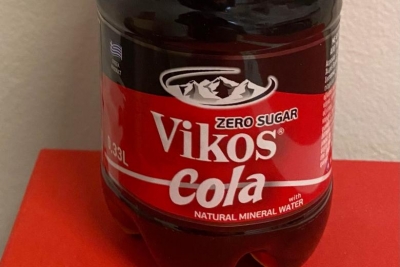 ZERO SUGAR
Vikos®
0.33L
Cola
with
NATURAL MINERAL WATER